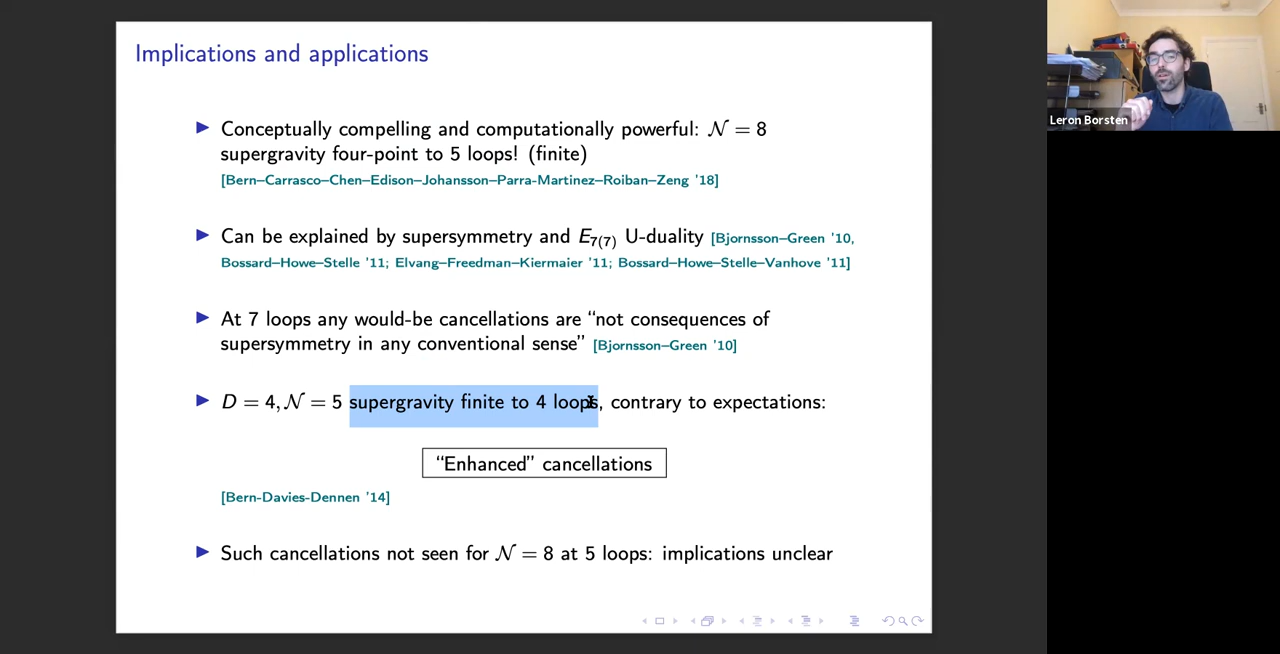 Implications and applications
▶ Conceptually compelling and computationally powerful: 𝒩 = 8
supergravity four-point to 5 loops! (finite)
[Bern–Carrasco–Chen–Edison–Johansson–Parra-Martinez–Roiban–Zeng '18]
▶ Can be explained by supersymmetry and E₇₍₇₎ U-duality [Bjornsson–Green '10,
Bossard–Howe–Stelle '11; Elvang–Freedman–Kiermaier '11; Bossard–Howe–Stelle–Vanhove '11]
▶ At 7 loops any would-be cancellations are “not consequences of
supersymmetry in any conventional sense” [Bjornsson–Green '10]
▶ D = 4, 𝒩 = 5 supergravity finite to 4 loops, contrary to expectations:
“Enhanced” cancellations
[Bern-Davies-Dennen '14]
▶ Such cancellations not seen for 𝒩 = 8 at 5 loops: implications unclear
Leron Borsten